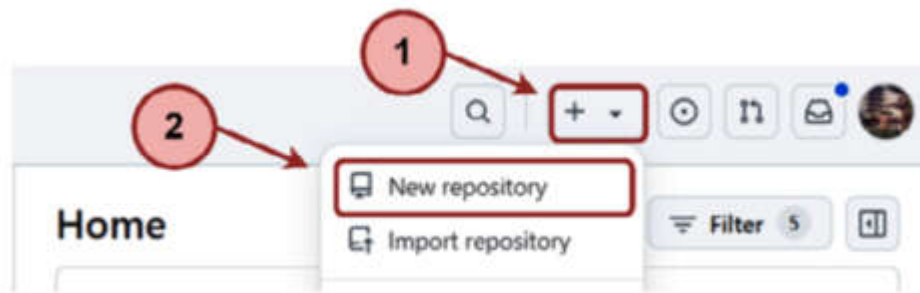 1
2
New repository
Home
Filter 5
Import repository